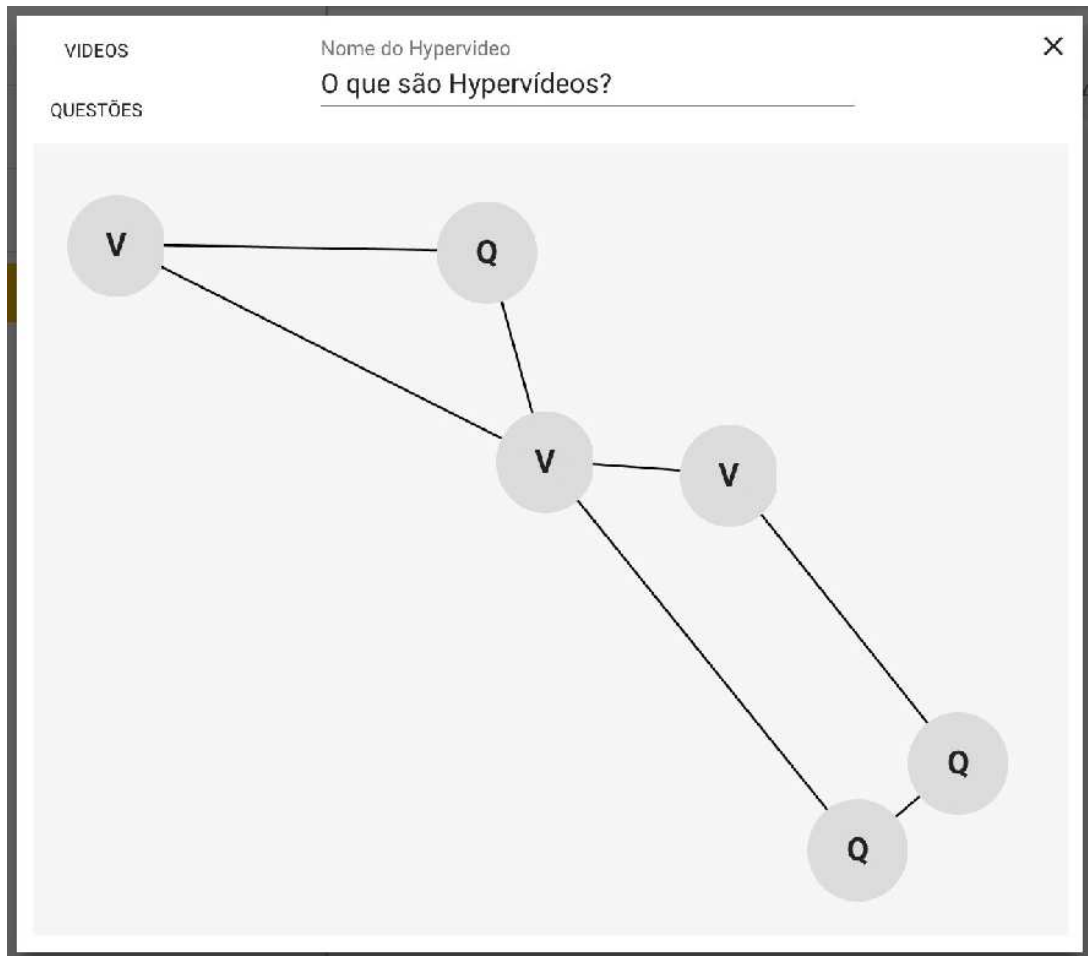 VIDEOS
Nome do Hypervideo
O que são Hypervídeos?
QUESTÕES
V
Q
V
V
Q
Q